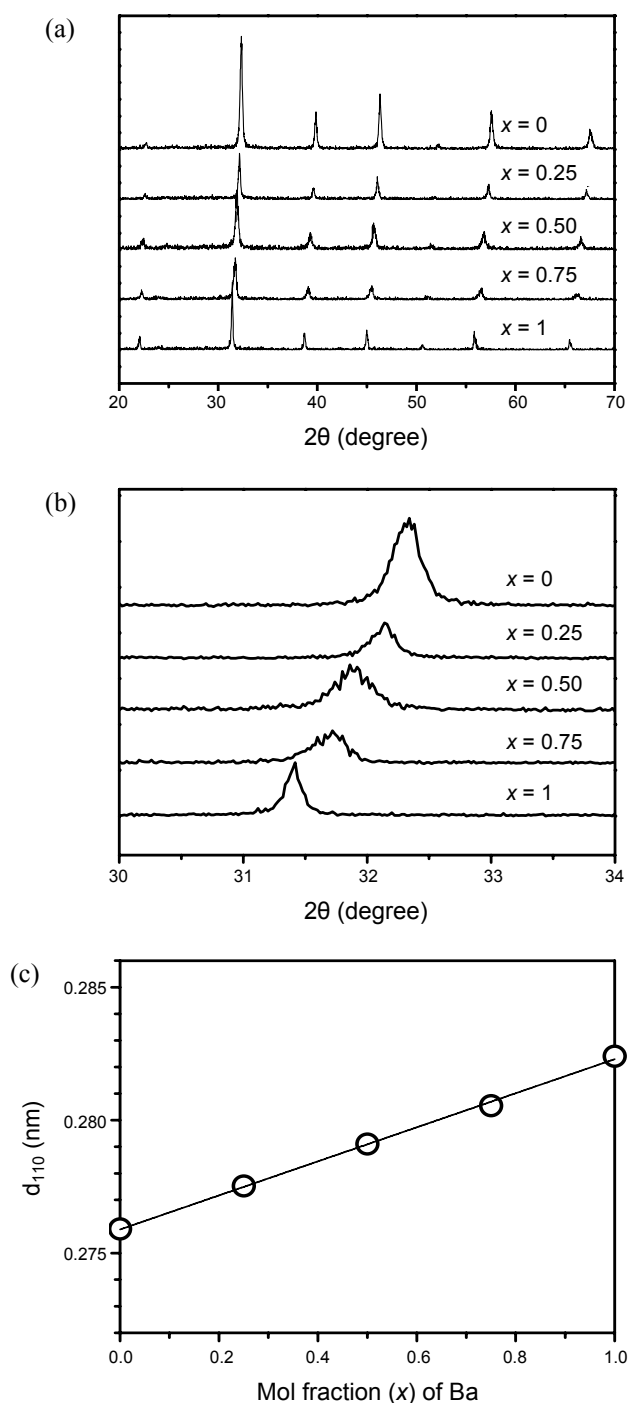 (a)
x = 0
x = 0.25
x = 0.50
x = 0.75
x = 1
20 30 40 50 60 70
2θ (degree)
(b)
x = 0
x = 0.25
x = 0.50
x = 0.75
x = 1
30 31 32 33 34
2θ (degree)
(c)
0.285
0.280
0.275
d110 (nm)
0.0 0.2 0.4 0.6 0.8 1.0
Mol fraction (x) of Ba